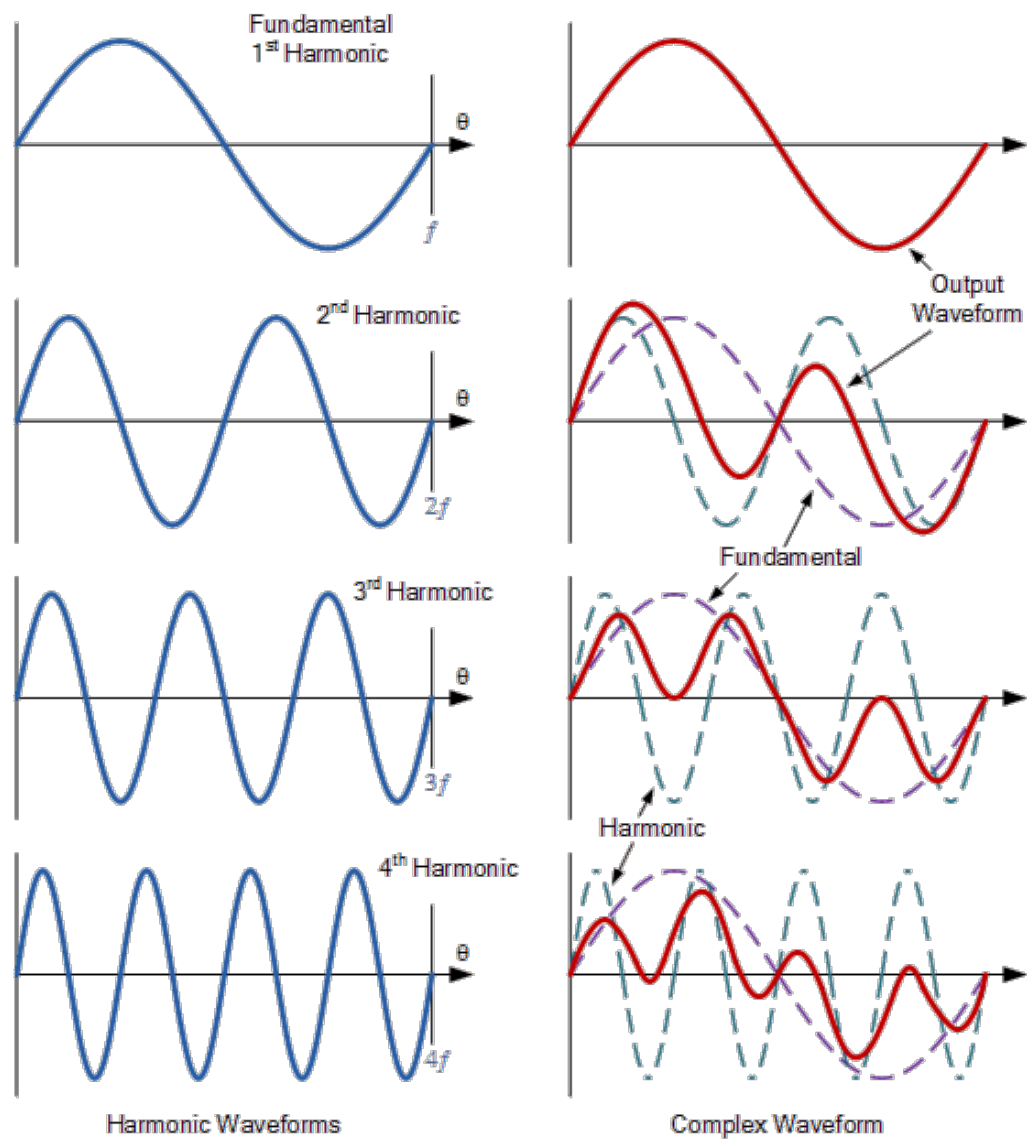 Fundamental
1st Harmonic
θ
f
Output
Waveform
2nd Harmonic
θ
2f
Fundamental
3rd Harmonic
θ
3f
Harmonic
4th Harmonic
θ
4f
Harmonic Waveforms
Complex Waveform